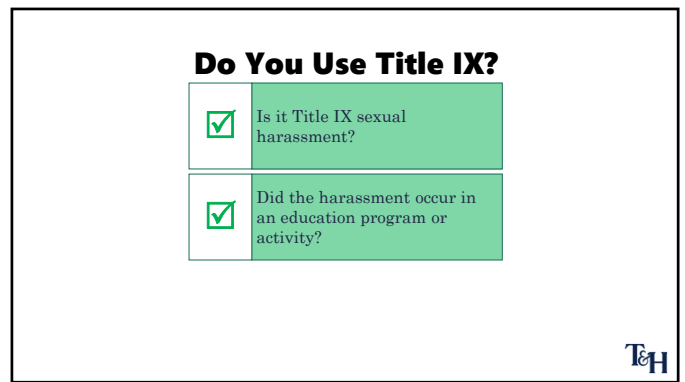 Do You Use Title IX?
Is it Title IX sexual
harassment?
Did the harassment occur in
an education program or
activity?
T&H